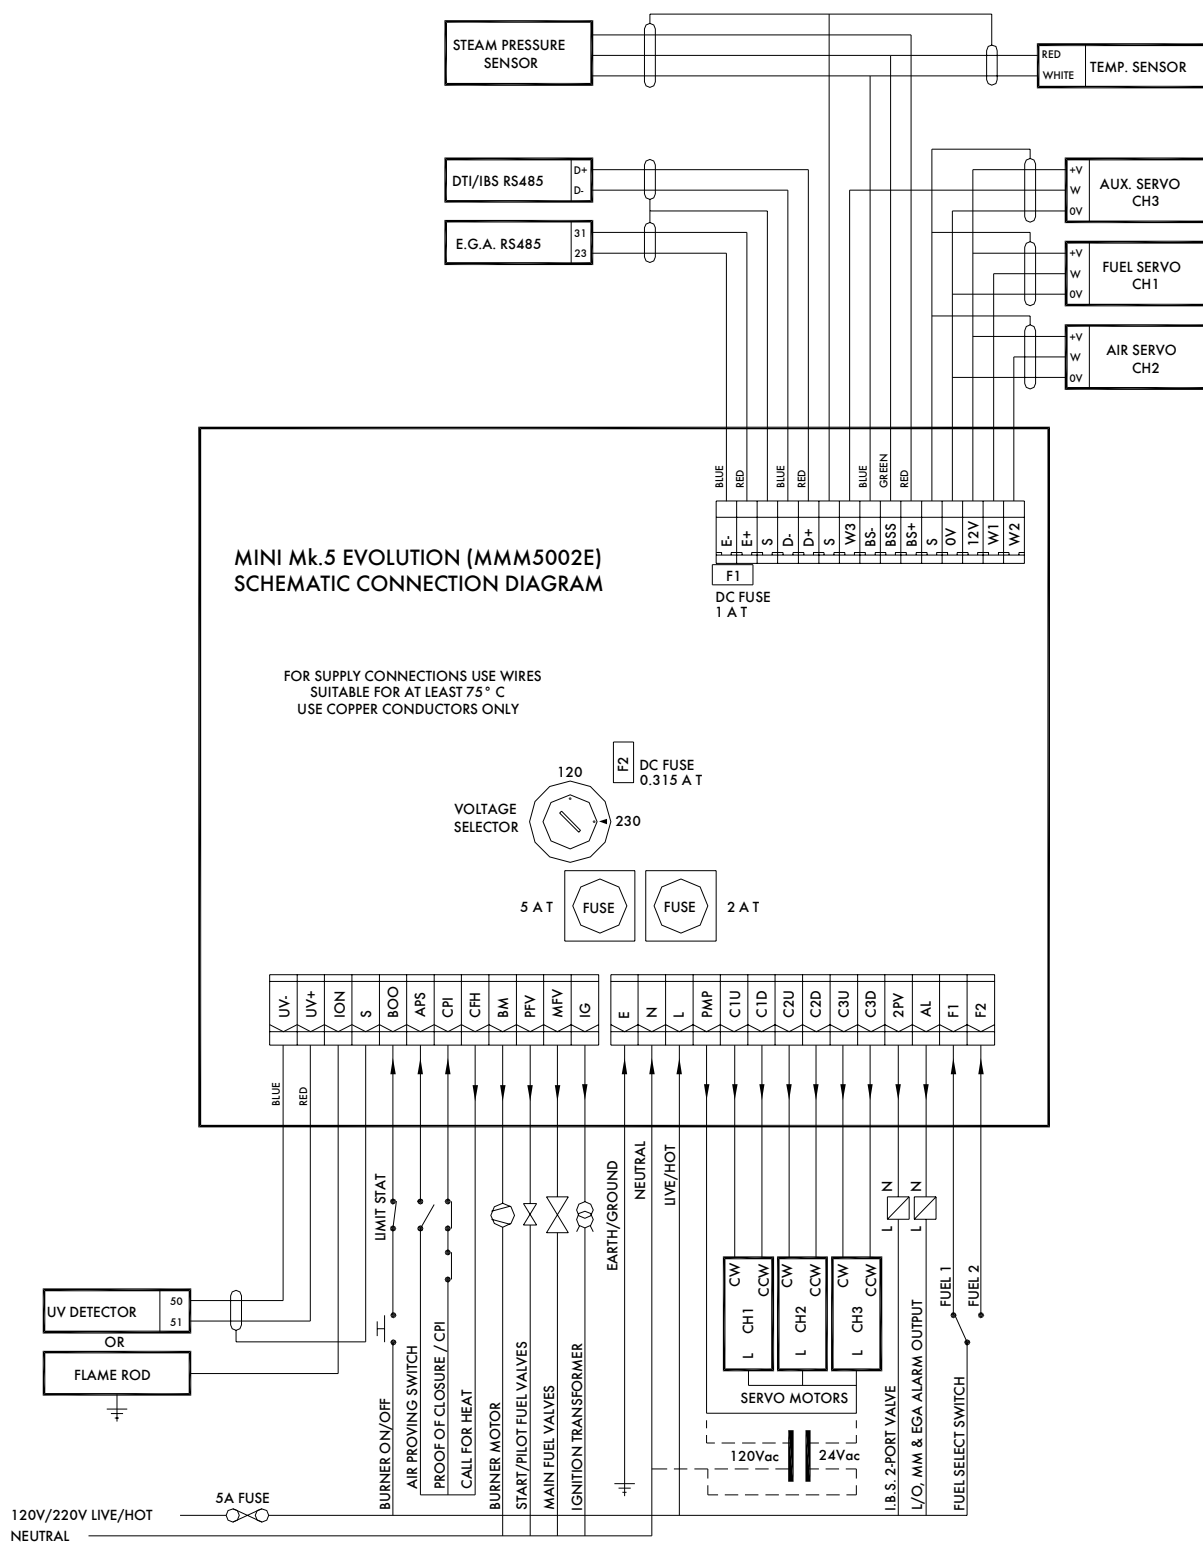 STEAM PRESSURE
SENSOR
RED
WHITE
TEMP. SENSOR
DTI/IBS RS485
D+
D-
E.G.A. RS485
31
23
+V
W
0V
AUX. SERVO
CH3
+V
W
0V
FUEL SERVO
CH1
+V
W
0V
AIR SERVO
CH2
BLUE
RED
BLUE
RED
BLUE
GREEN
RED
E-
E+
S
D-
D+
S
W3
BS-
BSS
BS+
S
0V
12V
W1
W2
F1
DC FUSE
1 A T
MINI Mk.5 EVOLUTION (MMM5002E)
SCHEMATIC CONNECTION DIAGRAM
FOR SUPPLY CONNECTIONS USE WIRES
SUITABLE FOR AT LEAST 75° C
USE COPPER CONDUCTORS ONLY
F2
DC FUSE
0.315 A T
120
VOLTAGE
SELECTOR
230
5 A T
FUSE
FUSE
2 A T
UV-
UV+
ION
S
BOO
APS
CPI
CFH
BM
PFV
MFV
IG
E
N
L
PMP
C1U
C1D
C2U
C2D
C3U
C3D
2PV
AL
F1
F2
BLUE
RED
LIMIT STAT
EARTH/GROUND
NEUTRAL
LIVE/HOT
L N
L N
FUEL 1
FUEL 2
CW
CCW
L CH1
CW
CCW
L CH2
CW
CCW
L CH3
SERVO MOTORS
120Vac
24Vac
UV DETECTOR
50
51
OR
FLAME ROD
BURNER ON/OFF
AIR PROVING SWITCH
PROOF OF CLOSURE / CPI
CALL FOR HEAT
BURNER MOTOR
START/PILOT FUEL VALVES
MAIN FUEL VALVES
IGNITION TRANSFORMER
I.B.S. 2-PORT VALVE
L/O, MM & EGA ALARM OUTPUT
FUEL SELECT SWITCH
5A FUSE
120V/220V LIVE/HOT
NEUTRAL